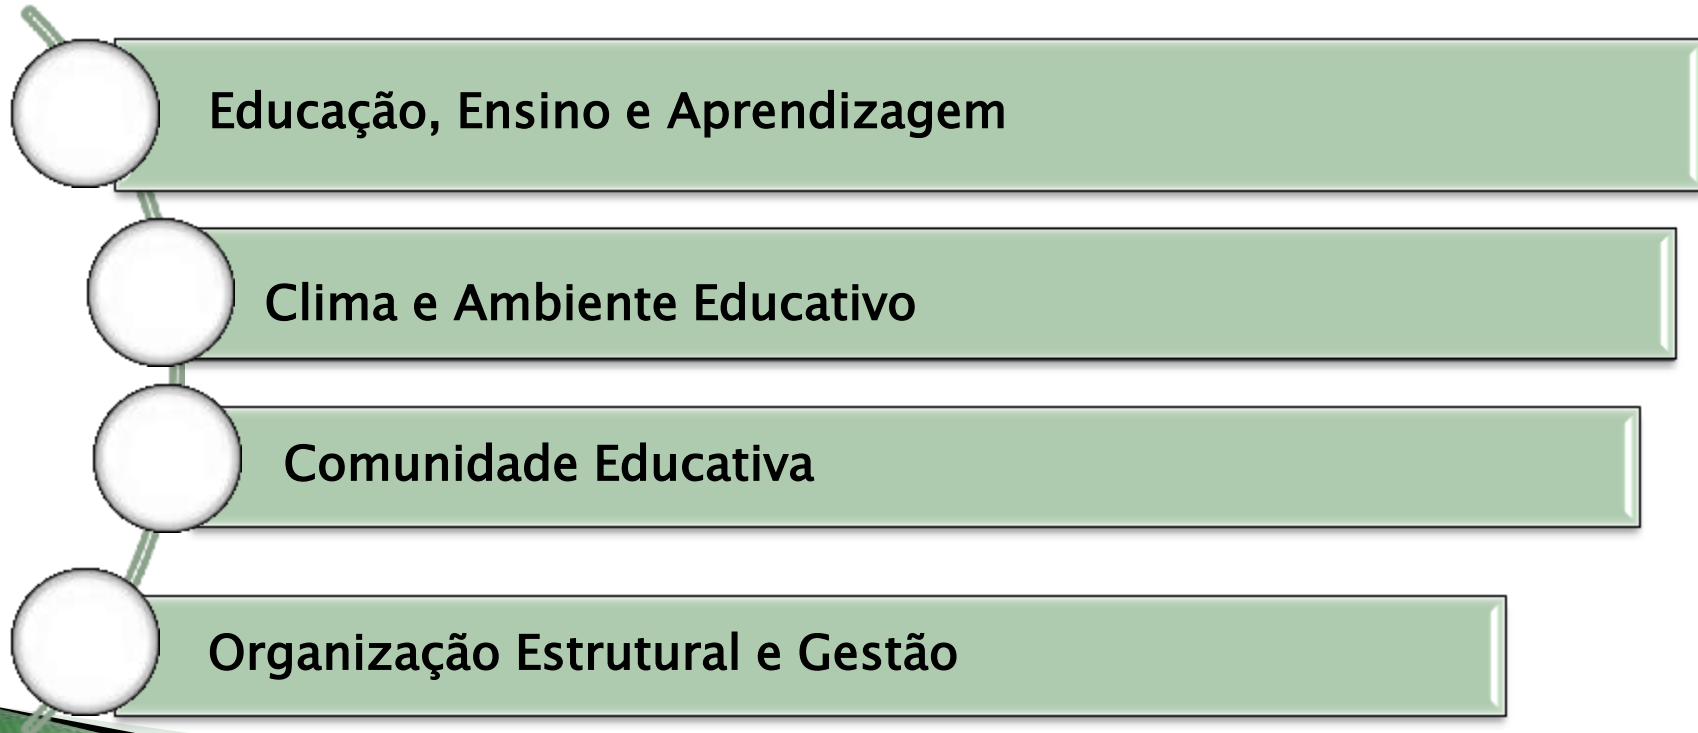 Educação, Ensino e Aprendizagem
Clima e Ambiente Educativo
Comunidade Educativa
Organização Estrutural e Gestão